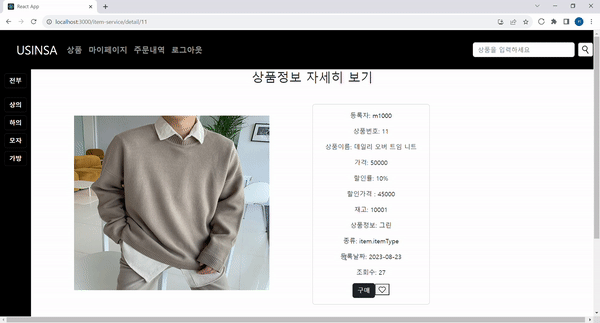 React App
localhost:3000/item-service/detail/11
USINSA 상품 마이페이지 주문내역 로그아웃
상품을 입력하세요
전부
상의
하의
모자
가방
상품정보 자세히 보기
등록자: m1000
상품번호: 11
상품이름: 데일리 오버 트임 니트
가격: 50000
할인률: 10%
할인가격 : 45000
재고: 10001
상품정보: 그린
종류: item.itemType
등록날짜: 2023-08-23
조회수: 27
구매